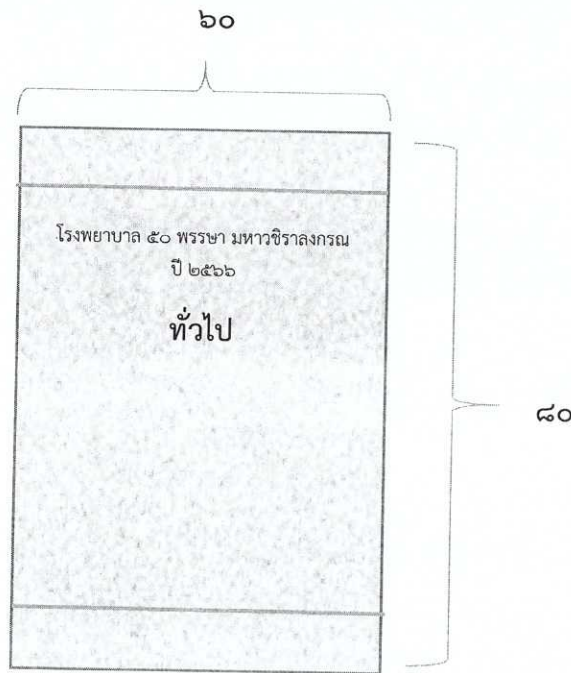 ๖๐
โรงพยาบาล ๕๐ พรรษา มหาวชิราลงกรณ
ปี ๒๕๖๖
ทั่วไป
๘๐